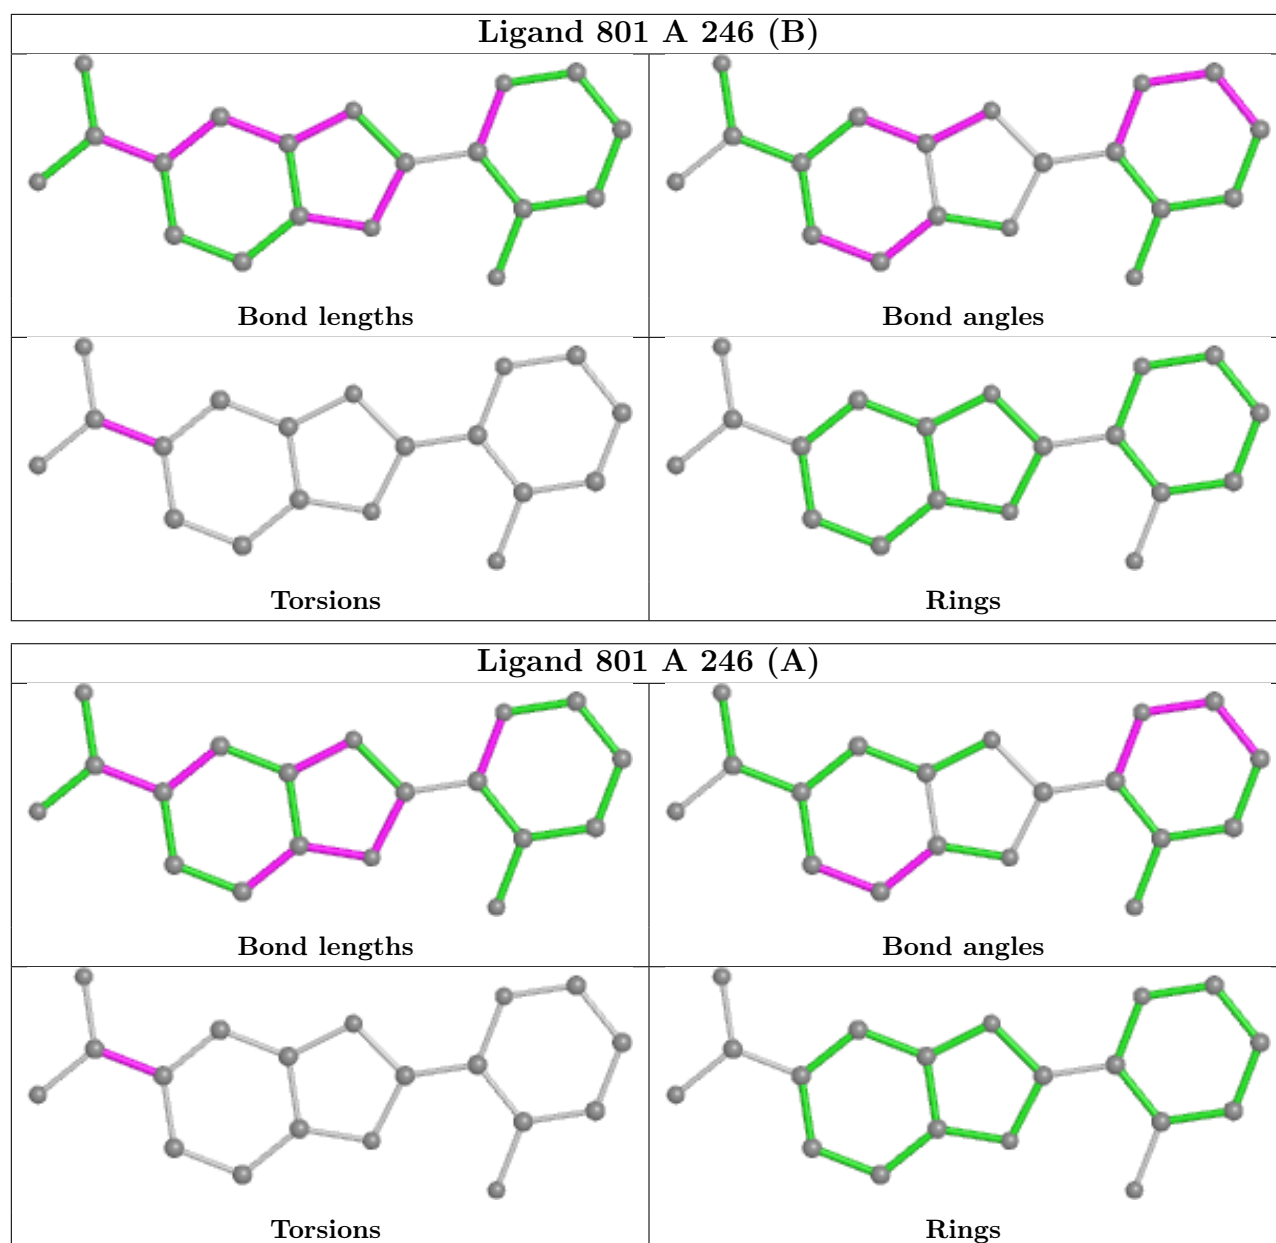 Ligand 801 A 246 (B)
Bond lengths
Bond angles
Torsions
Rings
Ligand 801 A 246 (A)
Bond lengths
Bond angles
Torsions
Rings